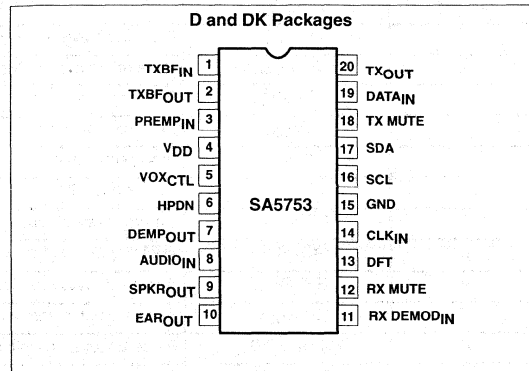 D and DK Packages
TXBFIN 1
TXBFOUT 2
PREMPIN 3
VDD 4
VOXCTL 5
HPDN 6
DEMPOUT 7
AUDIOIN 8
SPKROUT 9
EAROUT 10
SA5753
20 TXOUT
19 DATAIN
18 TX MUTE
17 SDA
16 SCL
15 GND
14 CLKIN
13 DFT
12 RX MUTE
11 RX DEMODIN